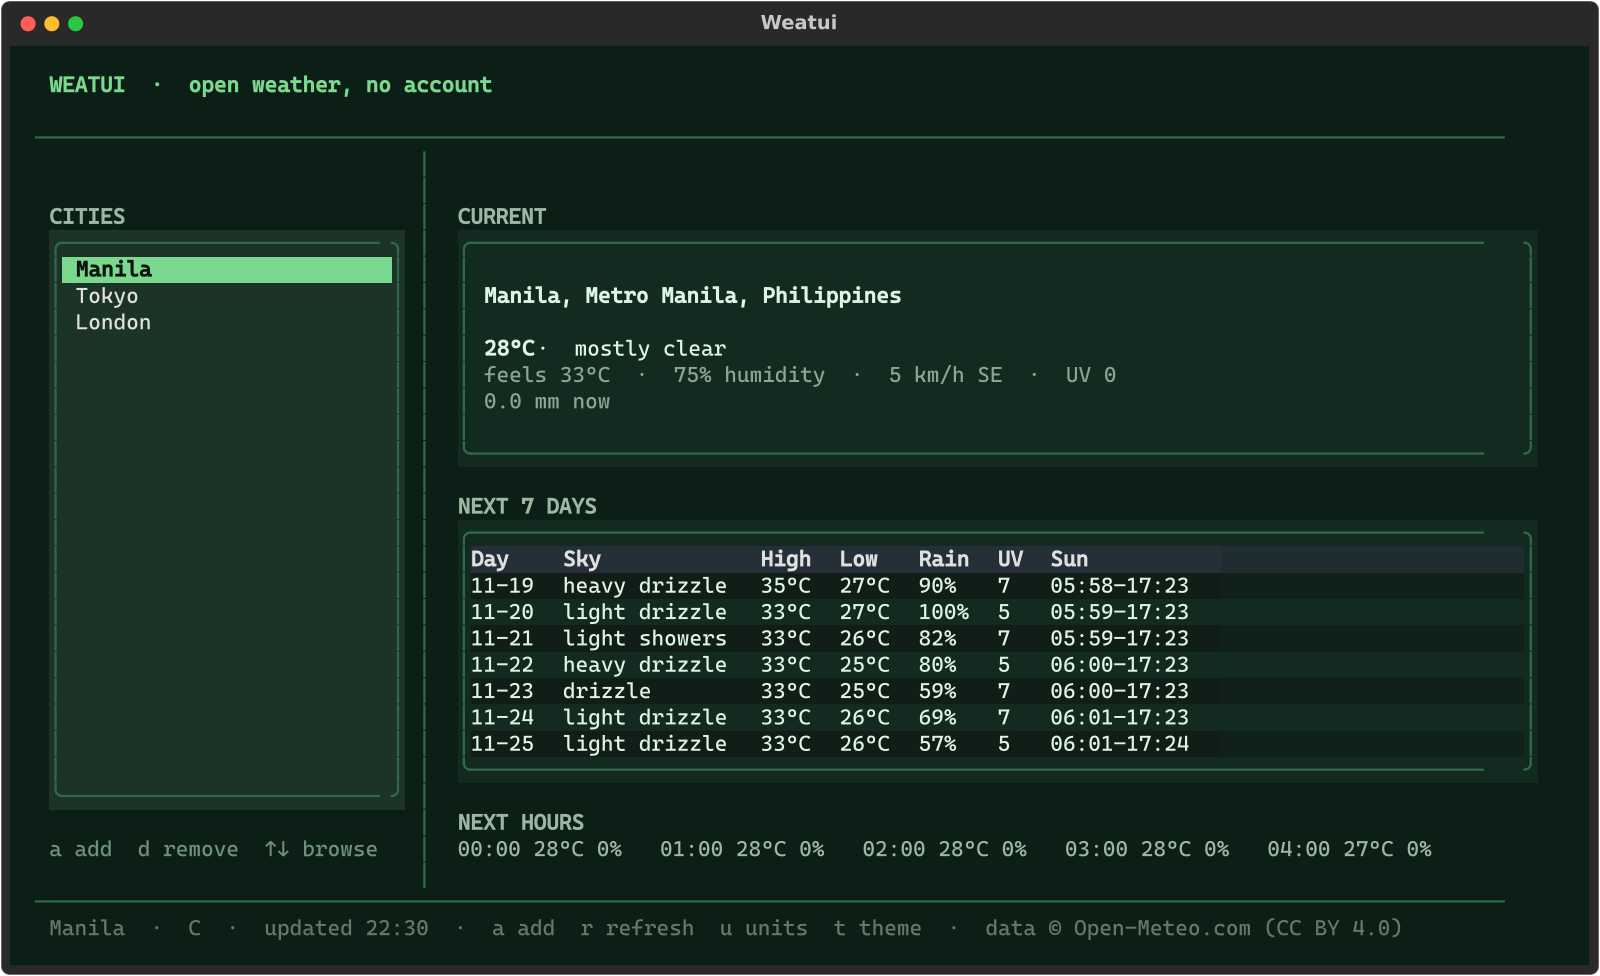 Weatui
WEATUI · open weather, no account
CITIES
Manila
Tokyo
London
a add d remove ↑↓ browse
CURRENT
Manila, Metro Manila, Philippines
28°C· mostly clear
feels 33°C · 75% humidity · 5 km/h SE · UV 0
0.0 mm now
NEXT 7 DAYS
Day Sky High Low Rain UV Sun
11-19 heavy drizzle 35°C 27°C 90% 7 05:58–17:23
11-20 light drizzle 33°C 27°C 100% 5 05:59–17:23
11-21 light showers 33°C 26°C 82% 7 05:59–17:23
11-22 heavy drizzle 33°C 25°C 80% 5 06:00–17:23
11-23 drizzle 33°C 25°C 59% 7 06:00–17:23
11-24 light drizzle 33°C 26°C 69% 7 06:01–17:23
11-25 light drizzle 33°C 26°C 57% 5 06:01–17:24
NEXT HOURS
00:00 28°C 0% 01:00 28°C 0% 02:00 28°C 0% 03:00 28°C 0% 04:00 27°C 0%
Manila · C · updated 22:30 · a add r refresh u units t theme · data © Open-Meteo.com (CC BY 4.0)